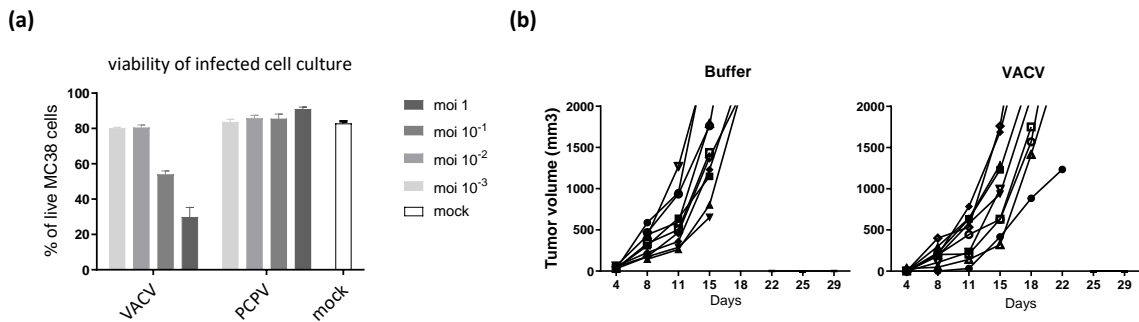 (a)
viability of infected cell culture
% of live MC38 cells
100
80
60
40
20
0
VACV
PCPV
mock
moi 1
moi 10⁻¹
moi 10⁻²
moi 10⁻³
mock
(b)
Buffer
Tumor volume (mm3)
2000
1500
1000
500
0
4 8 11 15 18 22 25 29
Days
VACV
2000
1500
1000
500
0
4 8 11 15 18 22 25 29
Days